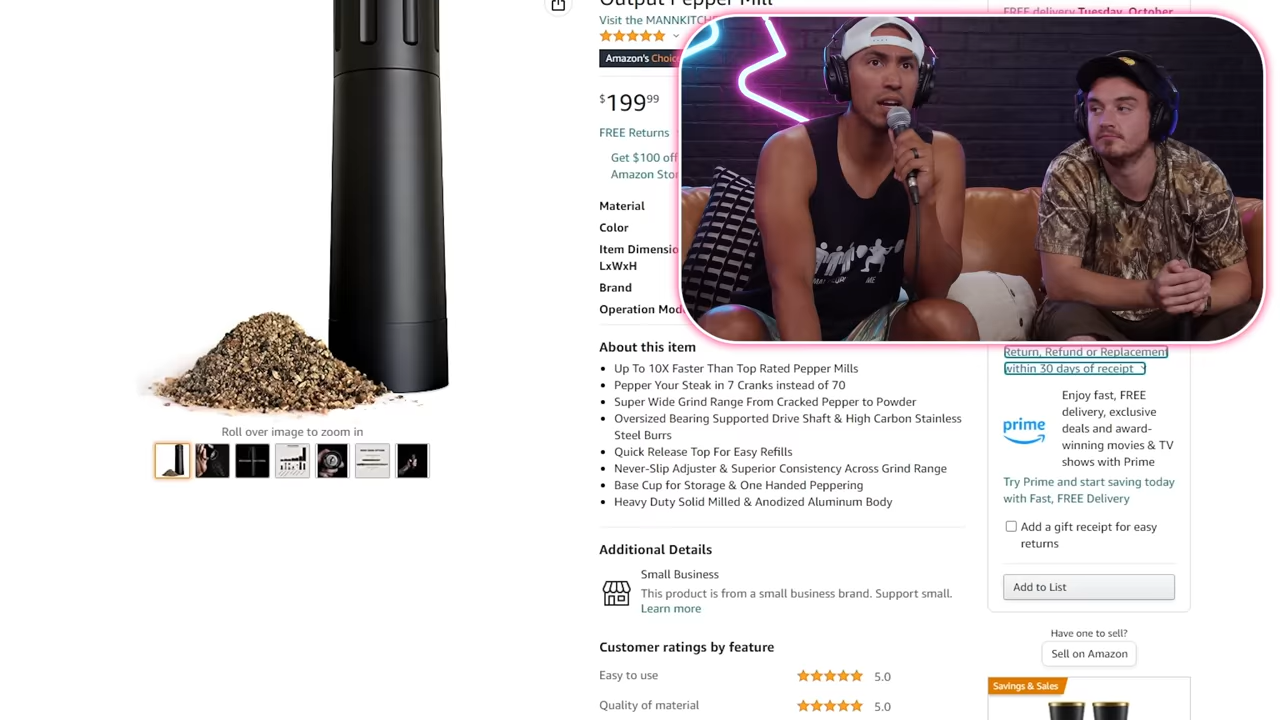 Output Pepper Mill
Visit the MANNKITCHE
Amazon's Choic
$199.99
FREE Returns
Get $100 off
Amazon Stor
Material
Color
Item Dimensio
LxWxH
Brand
Operation Mod
About this item
Up To 10X Faster Than Top Rated Pepper Mills
Pepper Your Steak in 7 Cranks instead of 70
Super Wide Grind Range From Cracked Pepper to Powder
Oversized Bearing Supported Drive Shaft & High Carbon Stainless
Steel Burrs
Quick Release Top For Easy Refills
Never-Slip Adjuster & Superior Consistency Across Grind Range
Base Cup for Storage & One Handed Peppering
Heavy Duty Solid Milled & Anodized Aluminum Body
Additional Details
Small Business
This product is from a small business brand. Support small.
Learn more
Customer ratings by feature
Easy to use 5.0
Quality of material 5.0
Roll over image to zoom in
FREE delivery Tuesday, October
Return, Refund or Replacement
within 30 days of receipt
prime
Enjoy fast, FREE
delivery, exclusive
deals and award-
winning movies & TV
shows with Prime
Try Prime and start saving today
with Fast, FREE Delivery
Add a gift receipt for easy
returns
Add to List
Have one to sell?
Sell on Amazon
Savings & Sales